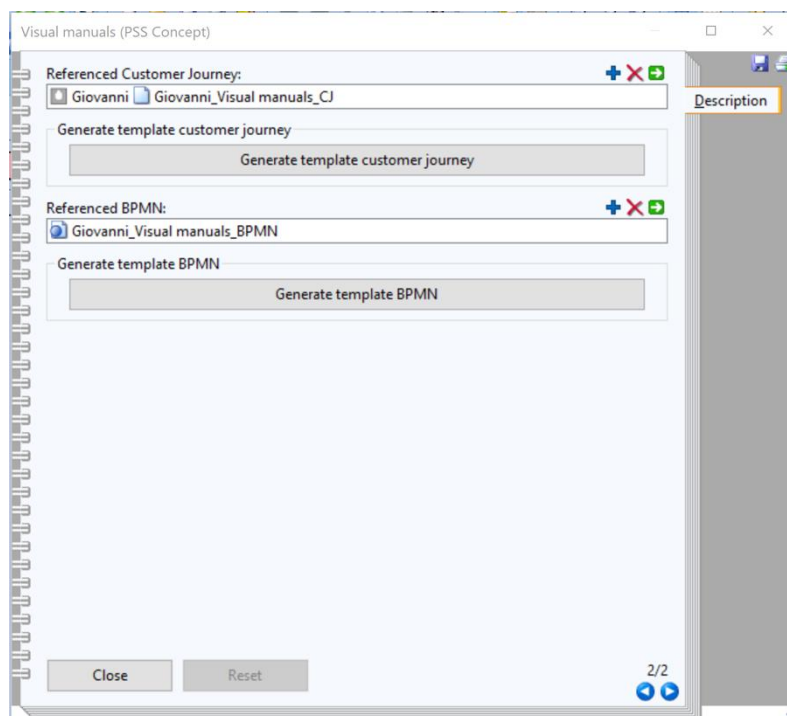 Visual manuals (PSS Concept)
Referenced Customer Journey:
Giovanni Giovanni_Visual manuals_CJ
Description
Generate template customer journey
Generate template customer journey
Referenced BPMN:
Giovanni_Visual manuals_BPMN
Generate template BPMN
Generate template BPMN
Close Reset 2/2